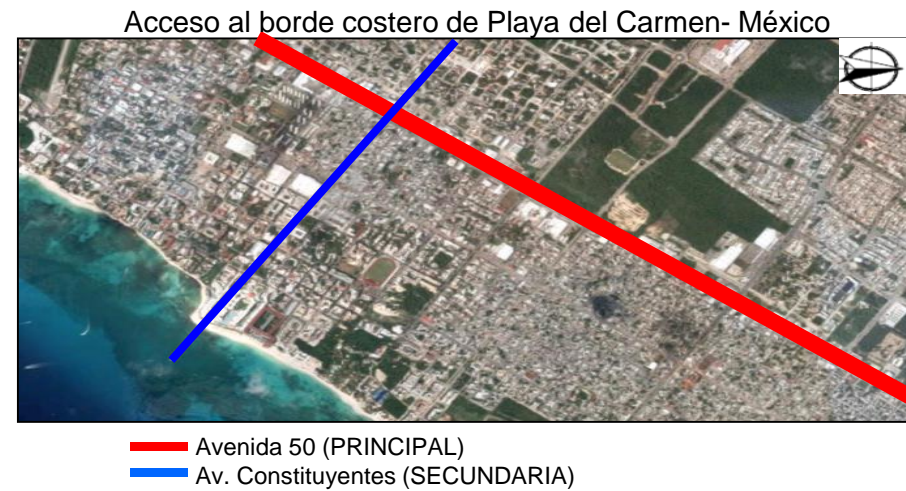 Acceso al borde costero de Playa del Carmen- México
Avenida 50 (PRINCIPAL)
Av. Constituyentes (SECUNDARIA)